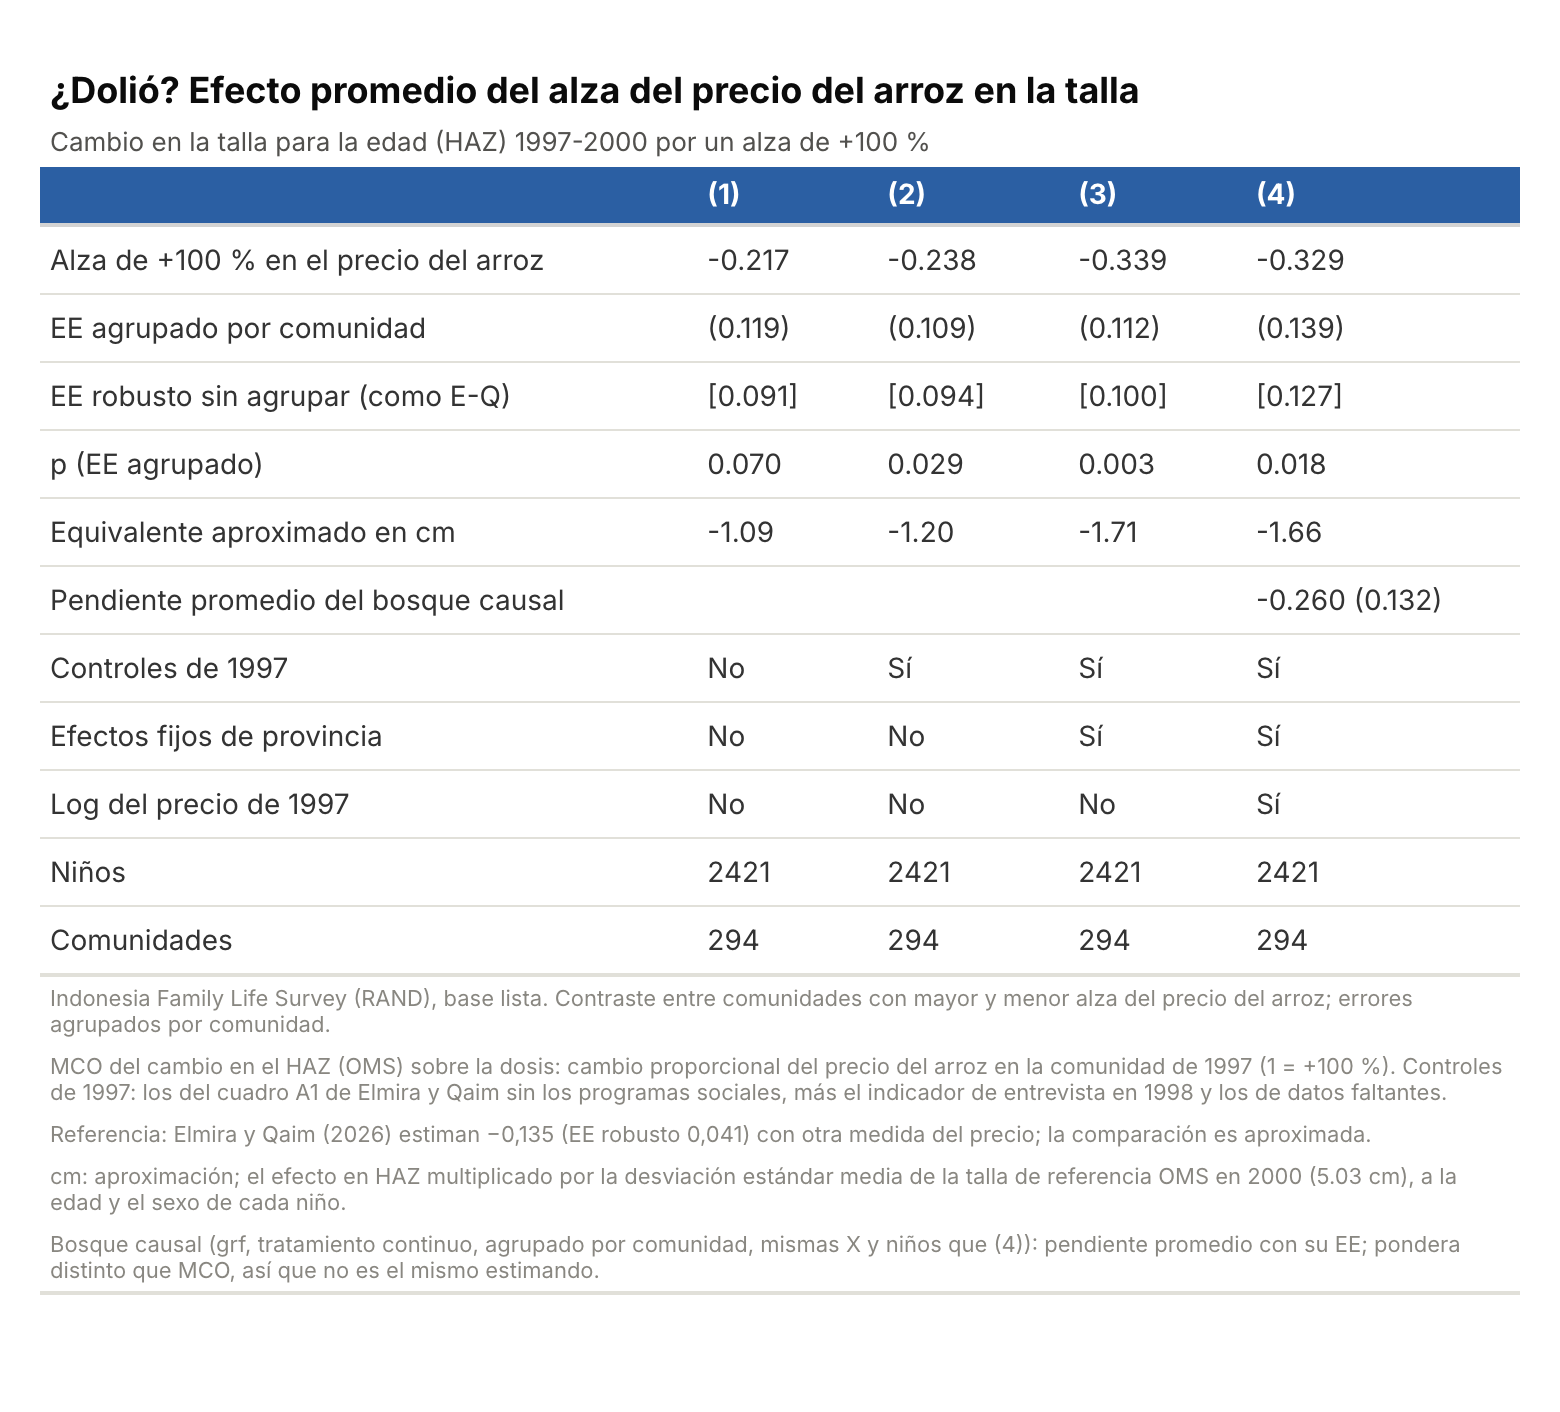 ¿Dolió? Efecto promedio del alza del precio del arroz en la talla
Cambio en la talla para la edad (HAZ) 1997-2000 por un alza de +100 %
(1) (2) (3) (4)
Alza de +100 % en el precio del arroz -0.217 -0.238 -0.339 -0.329
EE agrupado por comunidad (0.119) (0.109) (0.112) (0.139)
EE robusto sin agrupar (como E-Q) [0.091] [0.094] [0.100] [0.127]
p (EE agrupado) 0.070 0.029 0.003 0.018
Equivalente aproximado en cm -1.09 -1.20 -1.71 -1.66
Pendiente promedio del bosque causal -0.260 (0.132)
Controles de 1997 No Sí Sí Sí
Efectos fijos de provincia No No Sí Sí
Log del precio de 1997 No No No Sí
Niños 2421 2421 2421 2421
Comunidades 294 294 294 294
Indonesia Family Life Survey (RAND), base lista. Contraste entre comunidades con mayor y menor alza del precio del arroz; errores
agrupados por comunidad.
MCO del cambio en el HAZ (OMS) sobre la dosis: cambio proporcional del precio del arroz en la comunidad de 1997 (1 = +100 %). Controles
de 1997: los del cuadro A1 de Elmira y Qaim sin los programas sociales, más el indicador de entrevista en 1998 y los de datos faltantes.
Referencia: Elmira y Qaim (2026) estiman −0,135 (EE robusto 0,041) con otra medida del precio; la comparación es aproximada.
cm: aproximación; el efecto en HAZ multiplicado por la desviación estándar media de la talla de referencia OMS en 2000 (5.03 cm), a la
edad y el sexo de cada niño.
Bosque causal (grf, tratamiento continuo, agrupado por comunidad, mismas X y niños que (4)): pendiente promedio con su EE; pondera
distinto que MCO, así que no es el mismo estimando.